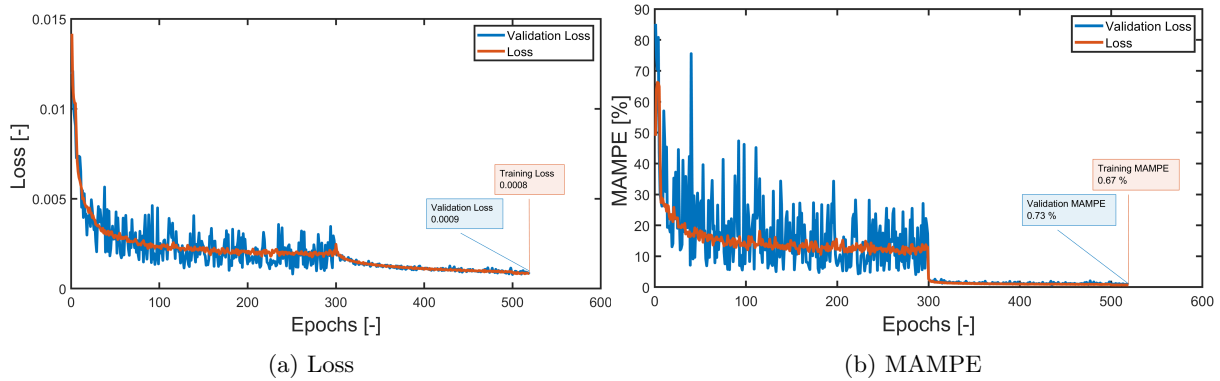 0.015
0.01
0.005
0
Loss [-]
Validation Loss
Loss
Training Loss
0.0008
Validation Loss
0.0009
0 100 200 300 400 500 600
Epochs [-]
(a) Loss
90
80
70
60
50
40
30
20
10
0
MAMPE [%]
Validation Loss
Loss
Training MAMPE
0.67 %
Validation MAMPE
0.73 %
0 100 200 300 400 500 600
Epochs [-]
(b) MAMPE